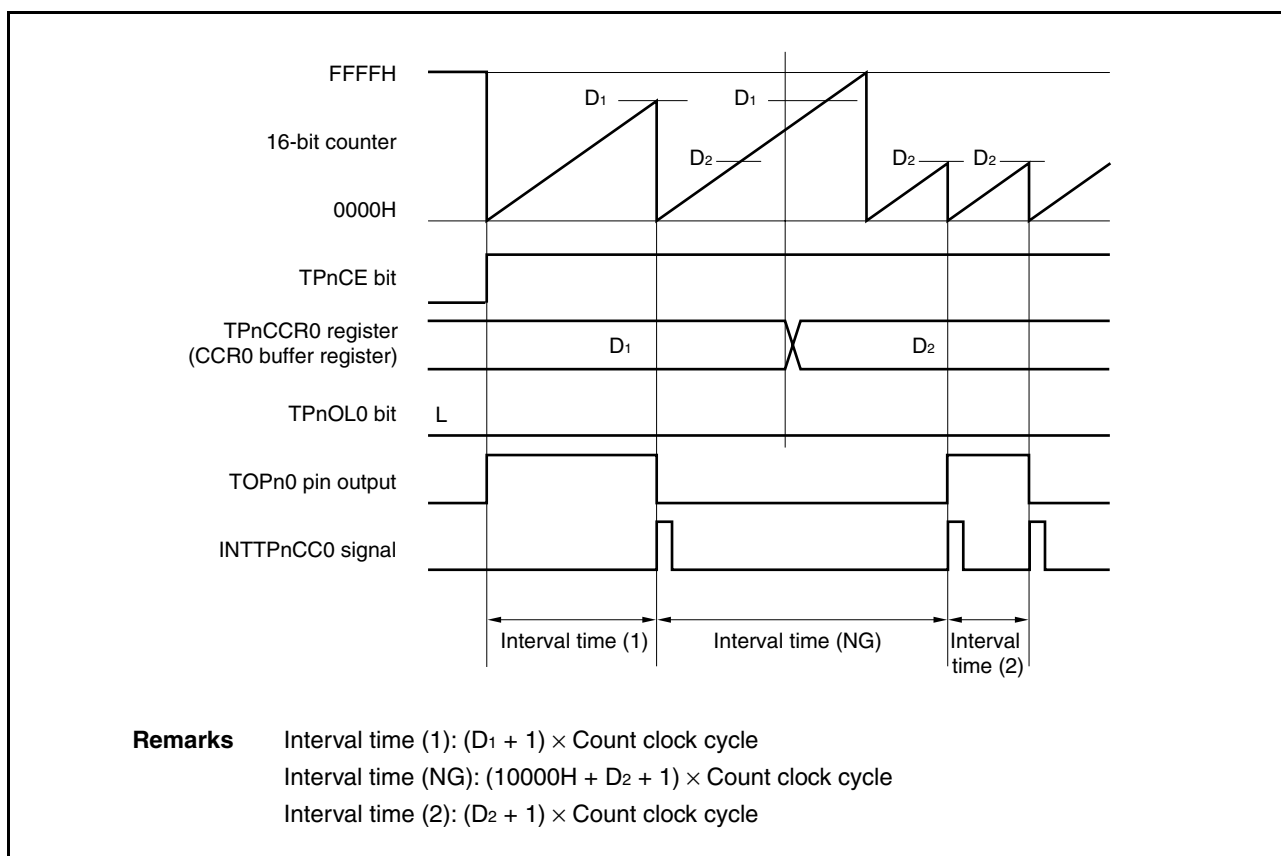 FFFFH
D1
D1
16-bit counter
D2
D2
D2
0000H
TPnCE bit
TPnCCR0 register
(CCR0 buffer register)
D1
D2
TPnOL0 bit
L
TOPn0 pin output
INTTPnCC0 signal
Interval time (1)
Interval time (NG)
Interval
time (2)
Remarks Interval time (1): (D1 + 1) × Count clock cycle
Interval time (NG): (10000H + D2 + 1) × Count clock cycle
Interval time (2): (D2 + 1) × Count clock cycle